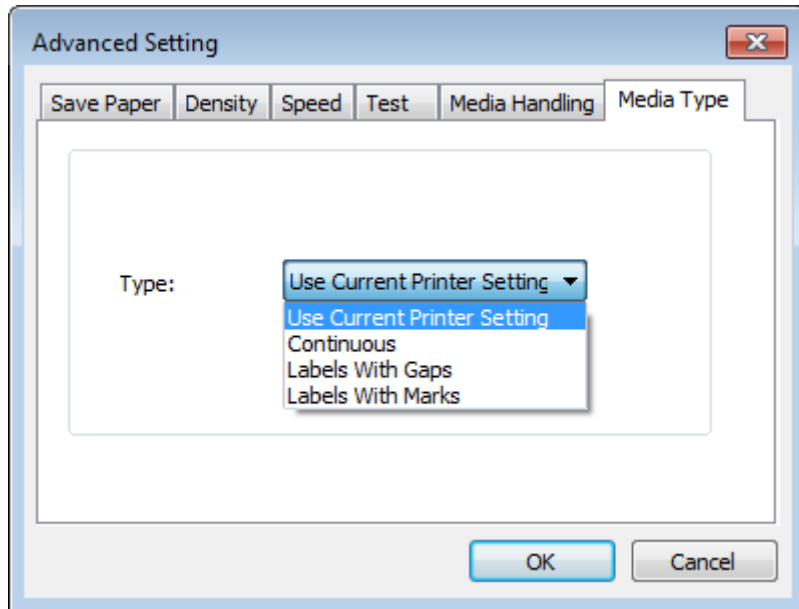 Advanced Setting
Save Paper Density Speed Test Media Handling Media Type
Type: Use Current Printer Setting
Use Current Printer Setting
Continuous
Labels With Gaps
Labels With Marks
OK Cancel